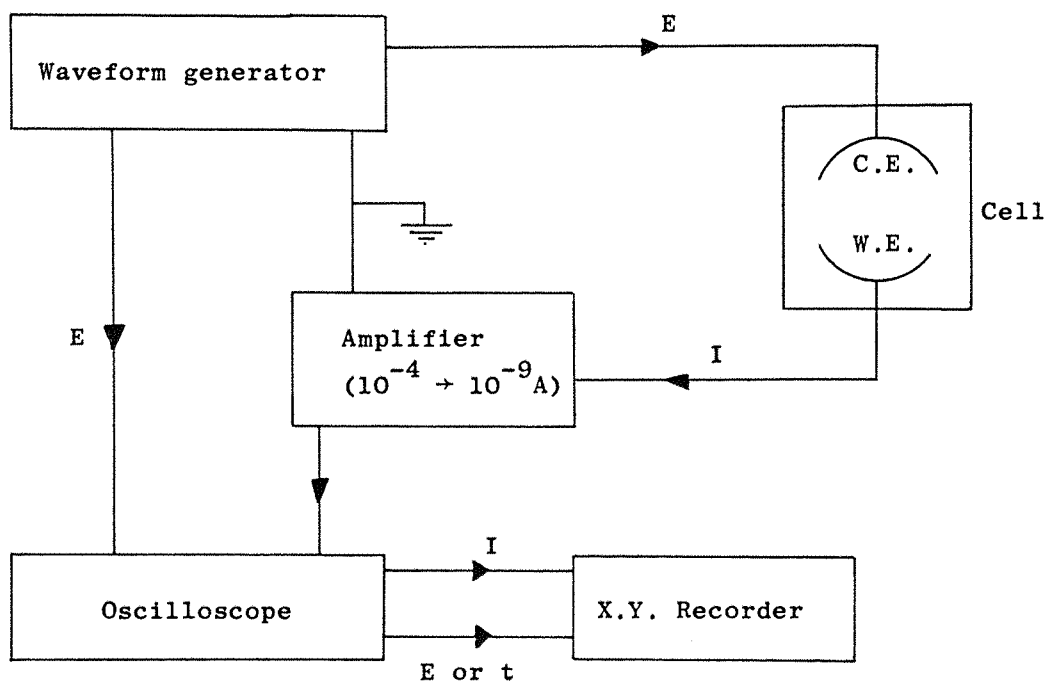 E
Waveform generator
C.E.
Cell
W.E.
E
Amplifier
I
(10⁻⁴ → 10⁻⁹A)
I
Oscilloscope
X.Y. Recorder
E or t